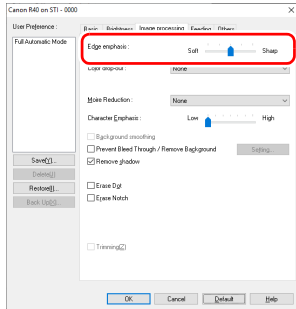 Canon R40 on STI - 0000
User Preference :
Full Automatic Mode
Save(Y)...
Delete(J)
Restore(I)...
Back Up(K)...
Basic Brightness Image processing Feeding Others
Edge emphasis :
Soft Sharp
Color drop-out : None
Moire Reduction : None
Character Emphasis : Low High
Background smoothing
Prevent Bleed Through / Remove Background Setting...
Remove shadow
Erase Dot
Erase Notch
Trimming(Z)
OK Cancel Default Help